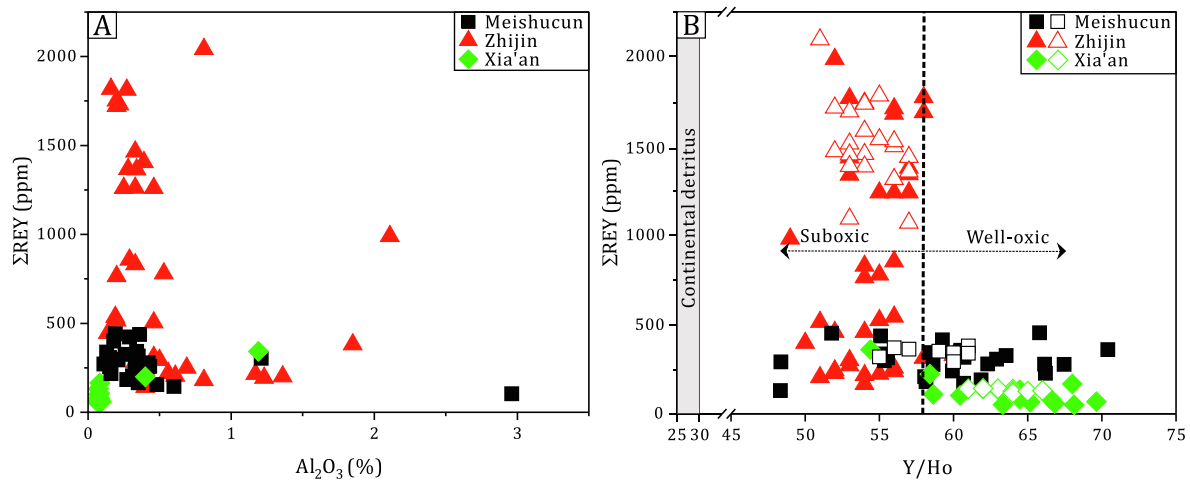 A
Meishucun
Zhijin
Xia'an
2000
1500
1000
500
0
ΣREY (ppm)
0
1
2
3
Al₂O₃(%)
B
Meishucun
Zhijin
Xia'an
2000
1500
1000
500
0
ΣREY (ppm)
Continental detritus
Suboxic
Well-oxic
25
30
45
50
55
60
65
70
75
Y/Ho